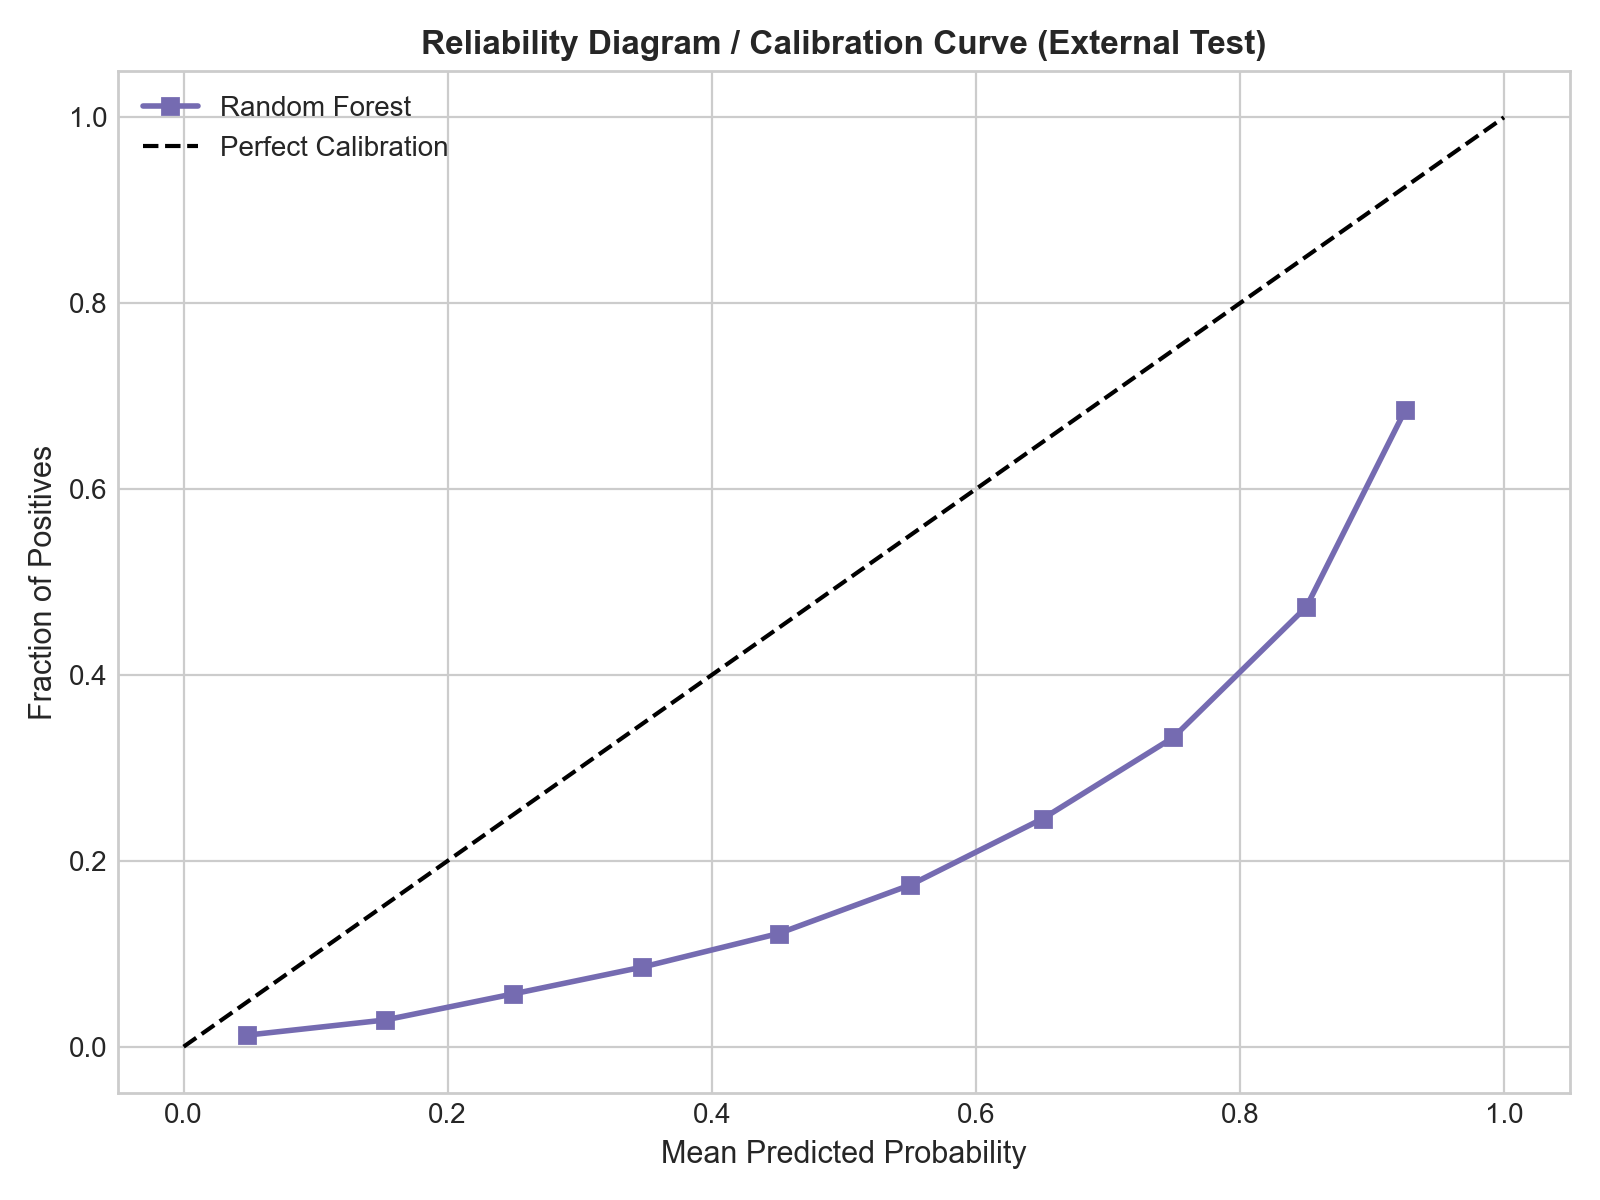 Reliability Diagram / Calibration Curve (External Test)
Random Forest
Perfect Calibration
1.0
0.8
0.6
0.4
0.2
0.0
Fraction of Positives
0.0 0.2 0.4 0.6 0.8 1.0
Mean Predicted Probability